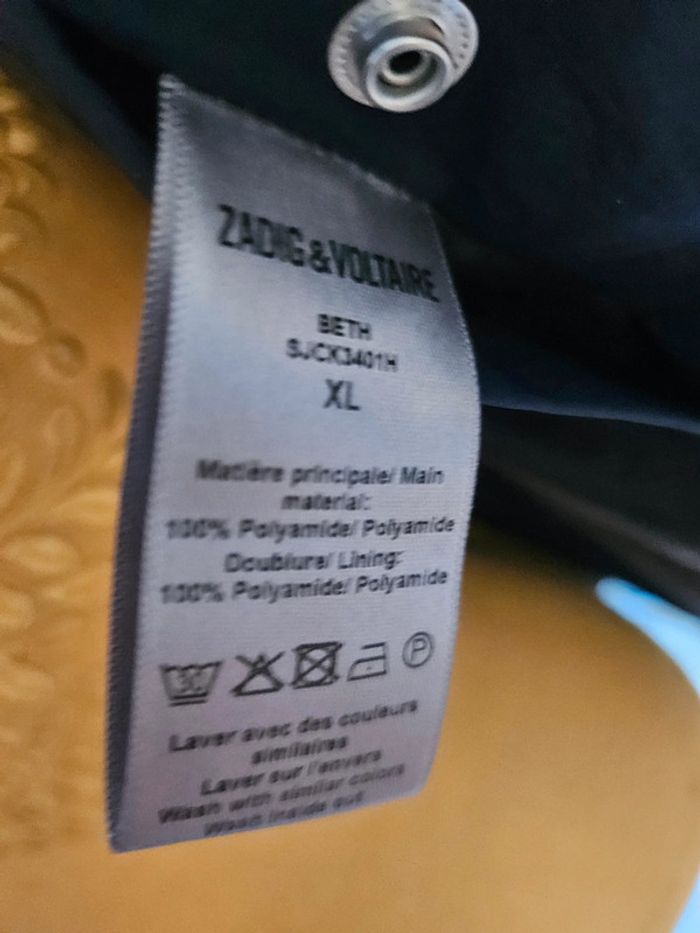 ZADIG & VOLTAIRE
BETH
SJCK3401H
XL
Matière principale/ Main
material:
100% Polyamide/ Polyamide
Doublure/ Lining:
100% Polyamide/ Polyamide
30
P
Laver avec des couleurs
similaires
Laver sur l'envers
Wash with similar colors
Wash inside out